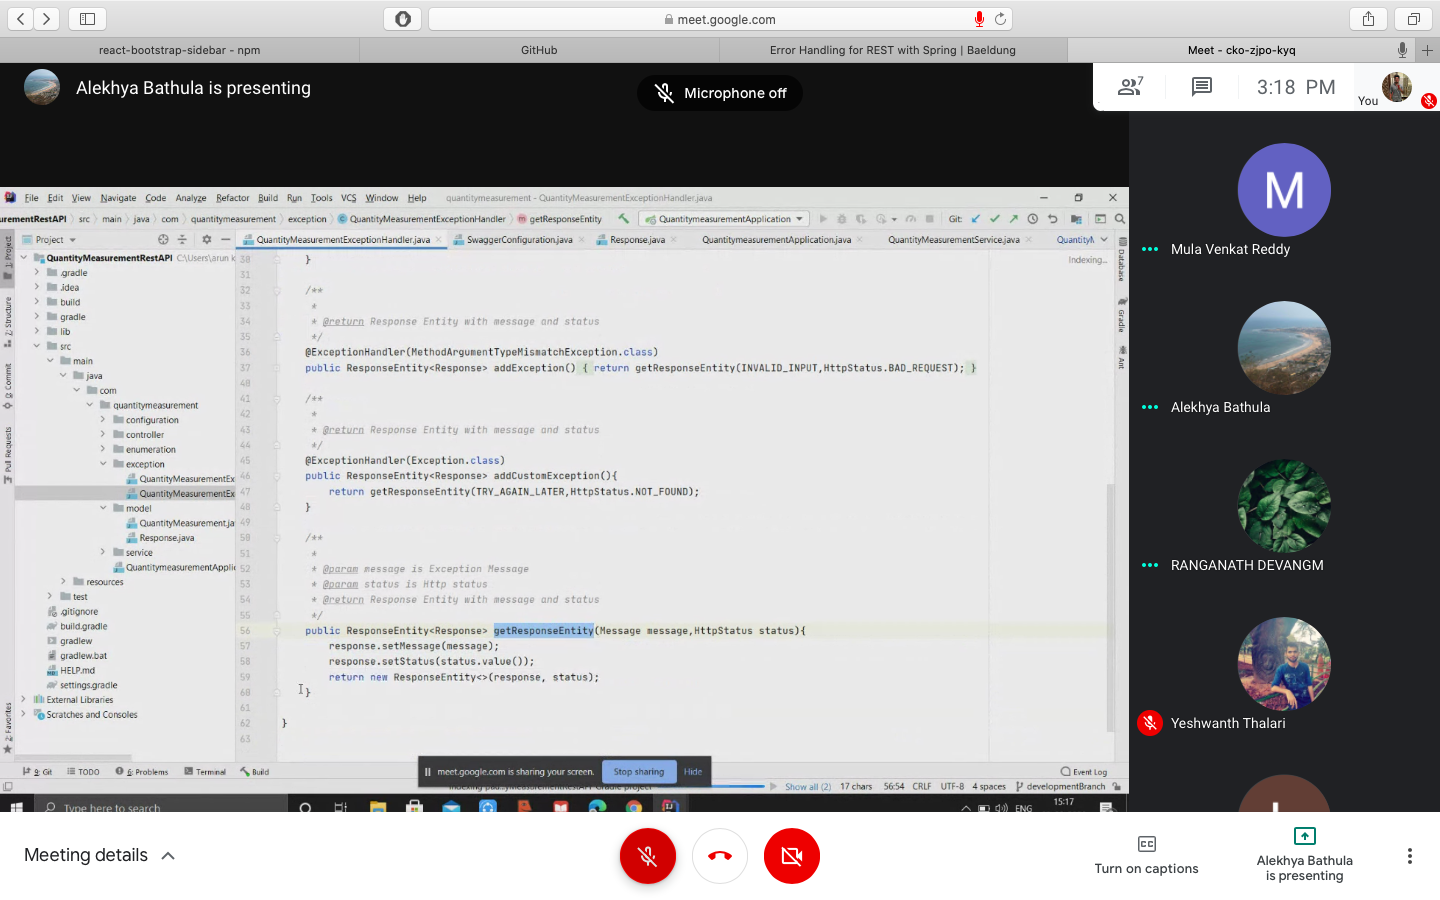 meet.google.com
react-bootstrap-sidebar - npm
GitHub
Error Handling for REST with Spring | Baeldung
Meet - cko-zjpo-kyq
Alekhya Bathula is presenting
Microphone off
7
3:18 PM
You
File Edit View Navigate Code Analyze Refactor Build Run Tools VCS Window Help quantitymeasurement - QuantityMeasurementExceptionHandler.java
urementRestAPI src main java com quantitymeasurement exception QuantityMeasurementExceptionHandler getResponseEntity QuantitymeasurementApplication Git:
Project
QuantityMeasurementExceptionHandler.java SwaggerConfiguration.java Response.java QuantitymeasurementApplication.java QuantityMeasurementService.java QuantityM
1: Project
7: Structure
Commit
Pull Requests
2: Favorites
QuantityMeasurementRestAPI C:\Users\arun k
.gradle
.idea
build
gradle
lib
src
main
java
com
quantitymeasurement
configuration
controller
enumeration
exception
QuantityMeasurementEx
QuantityMeasurementEx
model
QuantityMeasurement.ja
Response.java
service
QuantitymeasurementApplic
resources
test
.gitignore
build.gradle
gradlew
gradlew.bat
HELP.md
settings.gradle
External Libraries
Scratches and Consoles
Indexing...
30 }
31
32 /**
33 *
34 * @return Response Entity with message and status
35 */
36 @ExceptionHandler(MethodArgumentTypeMismatchException.class)
37 public ResponseEntity<Response> addException() { return getResponseEntity(INVALID_INPUT,HttpStatus.BAD_REQUEST); }
40
41 /**
42 *
43 * @return Response Entity with message and status
44 */
45 @ExceptionHandler(Exception.class)
46 public ResponseEntity<Response> addCustomException(){
47 return getResponseEntity(TRY_AGAIN_LATER,HttpStatus.NOT_FOUND);
48 }
49
50 /**
51 *
52 * @param message is Exception Message
53 * @param status is Http status
54 * @return Response Entity with message and status
55 */
56 public ResponseEntity<Response> getResponseEntity(Message message,HttpStatus status){
57 response.setMessage(message);
58 response.setStatus(status.value());
59 return new ResponseEntity<>(response, status);
60 }
61
62 }
63
Database
Gradle
Ant
9: Git TODO 6: Problems Terminal Build
Event Log
meet.google.com is sharing your screen. Stop sharing Hide
Show all (2) 17 chars 56:54 CRLF UTF-8 4 spaces developmentBranch
Type here to search
ENG
15:17
M
Mula Venkat Reddy
Alekhya Bathula
RANGANATH DEVANGM
Yeshwanth Thalari
Meeting details
Turn on captions
Alekhya Bathula
is presenting